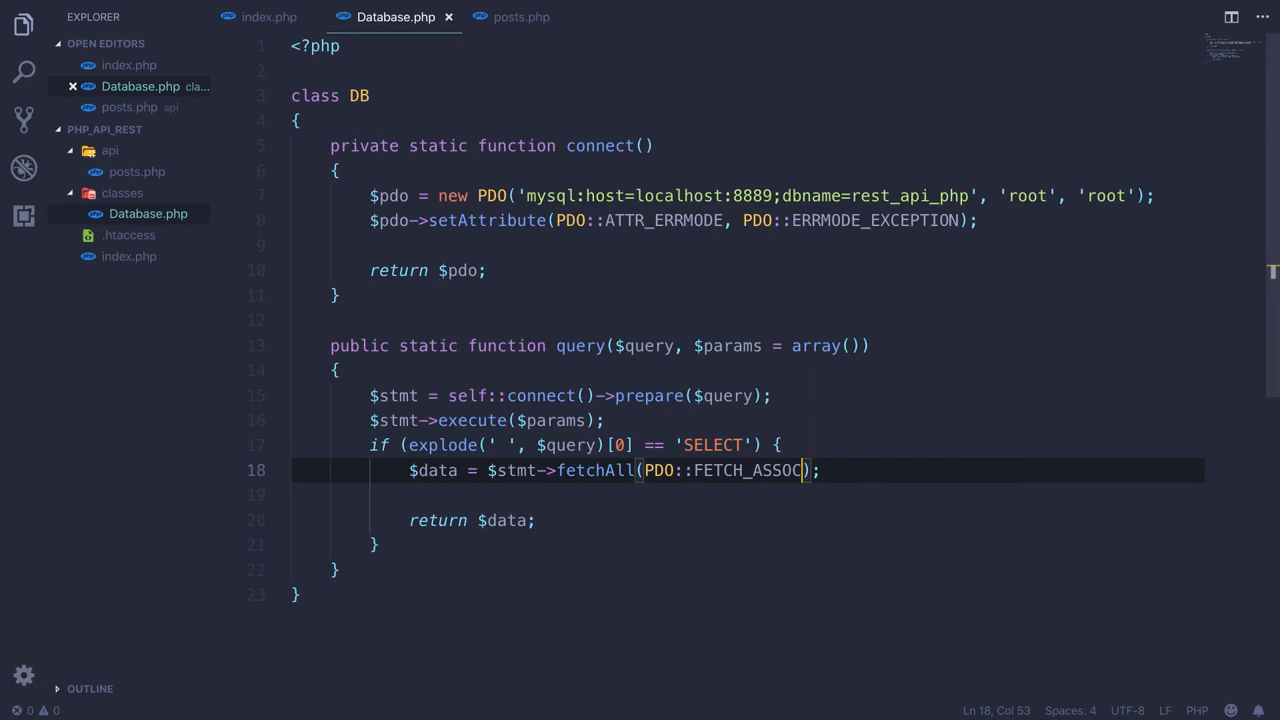 EXPLORER
OPEN EDITORS
index.php
Database.php cla...
posts.php api
PHP_API_REST
api
posts.php
classes
Database.php
.htaccess
index.php
OUTLINE
index.php Database.php × posts.php
1 <?php
2
3 class DB
4 {
5 private static function connect()
6 {
7 $pdo = new PDO('mysql:host=localhost:8889;dbname=rest_api_php', 'root', 'root');
8 $pdo->setAttribute(PDO::ATTR_ERRMODE, PDO::ERRMODE_EXCEPTION);
9
10 return $pdo;
11 }
12
13 public static function query($query, $params = array())
14 {
15 $stmt = self::connect()->prepare($query);
16 $stmt->execute($params);
17 if (explode(' ', $query)[0] == 'SELECT') {
18 $data = $stmt->fetchAll(PDO::FETCH_ASSOC);
19
20 return $data;
21 }
22 }
23 }
0 0 Ln 18, Col 53 Spaces: 4 UTF-8 LF PHP